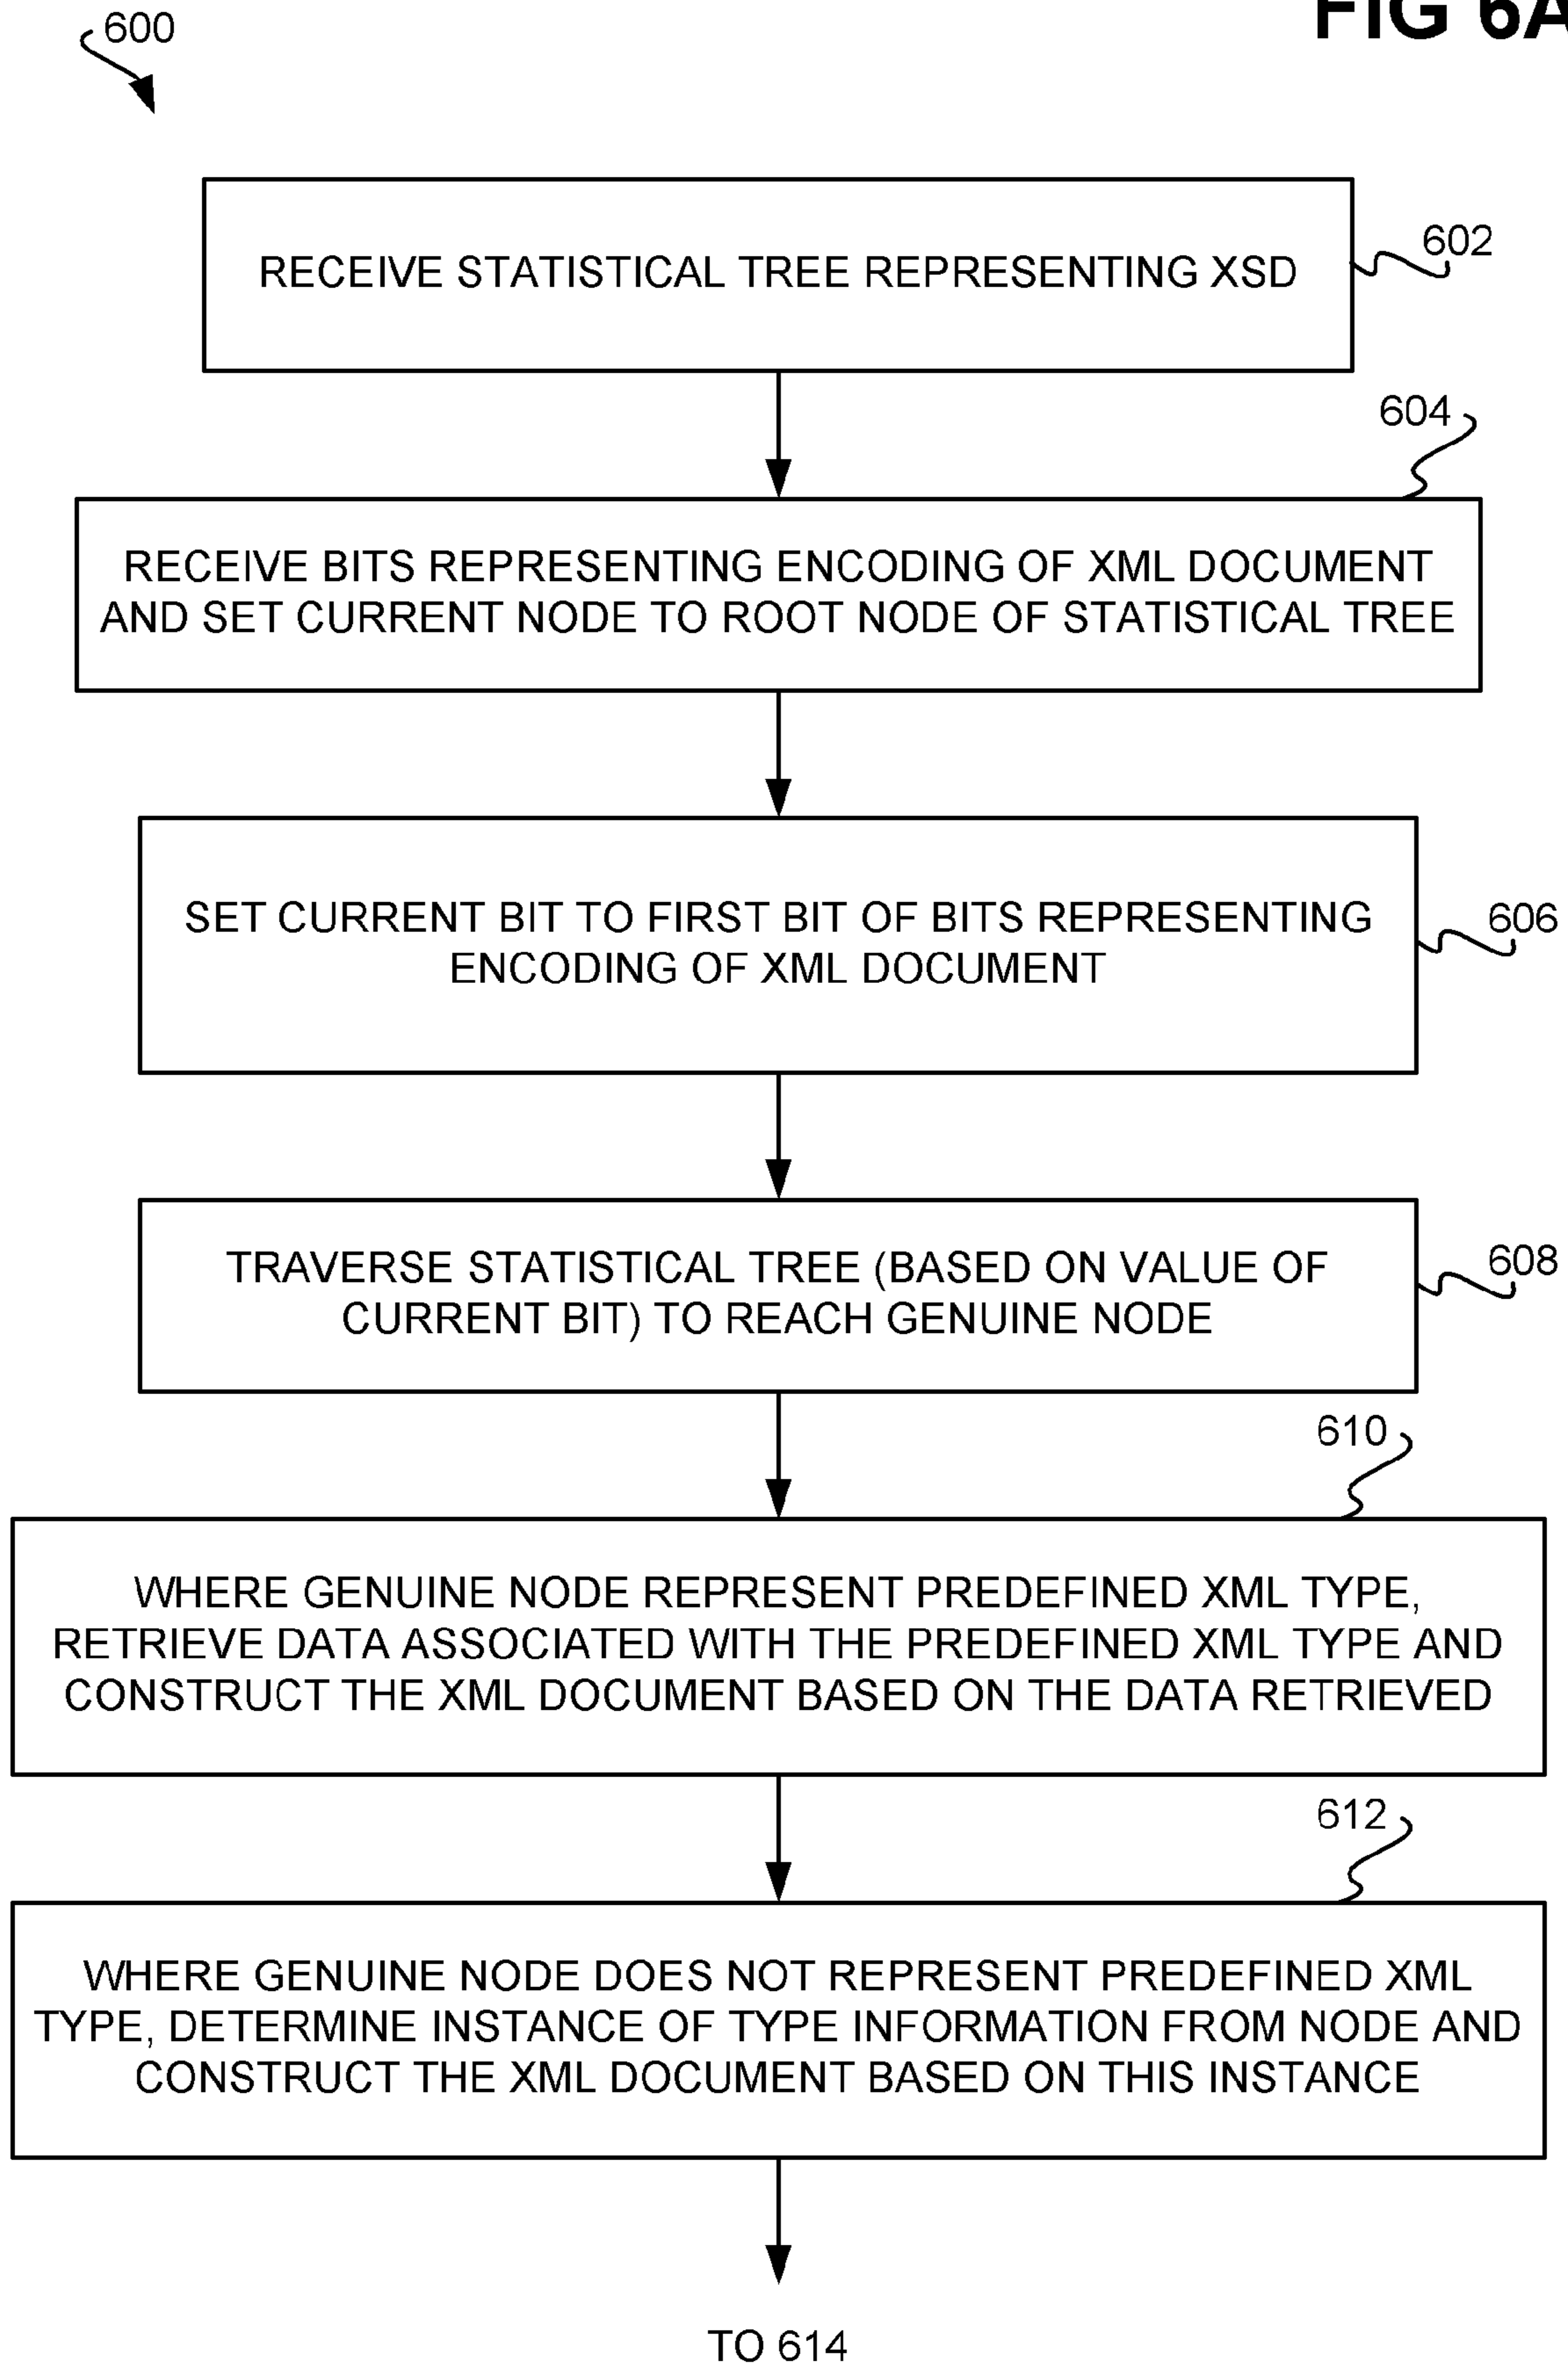 FIG 6A
600
RECEIVE STATISTICAL TREE REPRESENTING XSD
602
604
RECEIVE BITS REPRESENTING ENCODING OF XML DOCUMENT
AND SET CURRENT NODE TO ROOT NODE OF STATISTICAL TREE
SET CURRENT BIT TO FIRST BIT OF BITS REPRESENTING
ENCODING OF XML DOCUMENT
606
TRAVERSE STATISTICAL TREE (BASED ON VALUE OF
CURRENT BIT) TO REACH GENUINE NODE
608
610
WHERE GENUINE NODE REPRESENT PREDEFINED XML TYPE,
RETRIEVE DATA ASSOCIATED WITH THE PREDEFINED XML TYPE AND
CONSTRUCT THE XML DOCUMENT BASED ON THE DATA RETRIEVED
612
WHERE GENUINE NODE DOES NOT REPRESENT PREDEFINED XML
TYPE, DETERMINE INSTANCE OF TYPE INFORMATION FROM NODE AND
CONSTRUCT THE XML DOCUMENT BASED ON THIS INSTANCE
TO 614